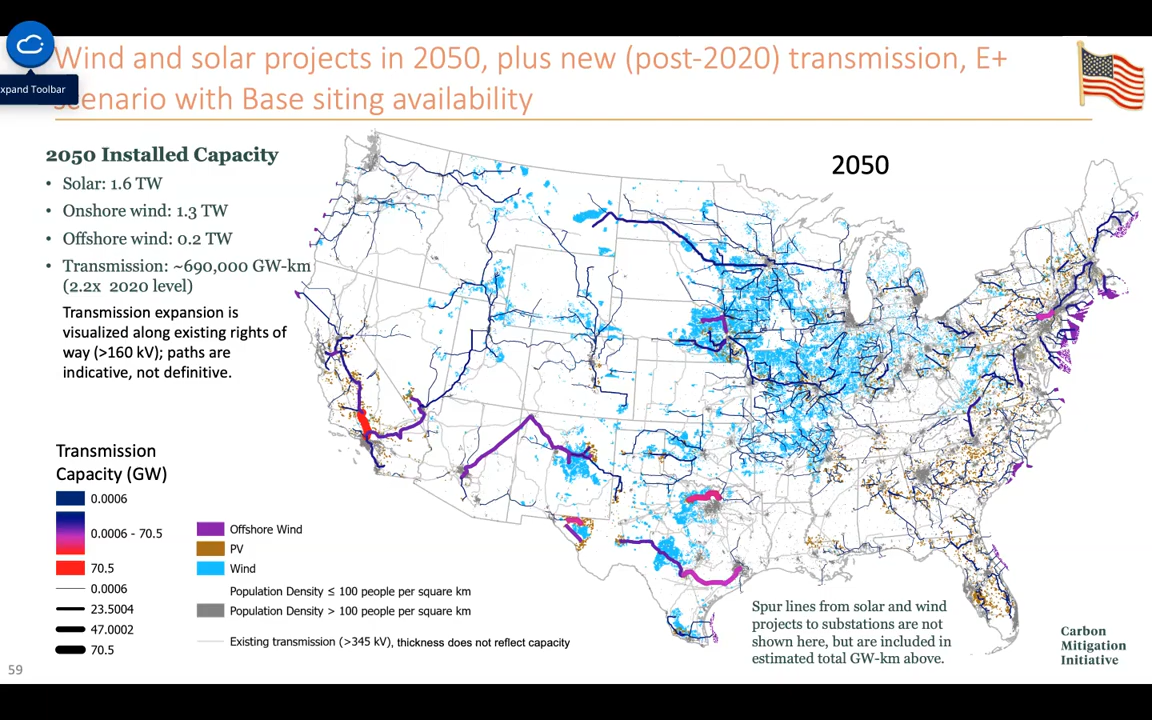 Wind and solar projects in 2050, plus new (post-2020) transmission, E+
xpand Toolbar
cenario with Base siting availability
2050
2050 Installed Capacity
• Solar: 1.6 TW
• Onshore wind: 1.3 TW
• Offshore wind: 0.2 TW
• Transmission: ~690,000 GW-km
(2.2x 2020 level)
Transmission expansion is
visualized along existing rights of
way (>160 kV); paths are
indicative, not definitive.
Transmission
Capacity (GW)
0.0006
0.0006 - 70.5
70.5
0.0006
23.5004
47.0002
70.5
Offshore Wind
PV
Wind
Population Density ≤ 100 people per square km
Population Density > 100 people per square km
Existing transmission (>345 kV), thickness does not reflect capacity
Spur lines from solar and wind
projects to substations are not
shown here, but are included in
estimated total GW-km above.
Carbon
Mitigation
Initiative
59